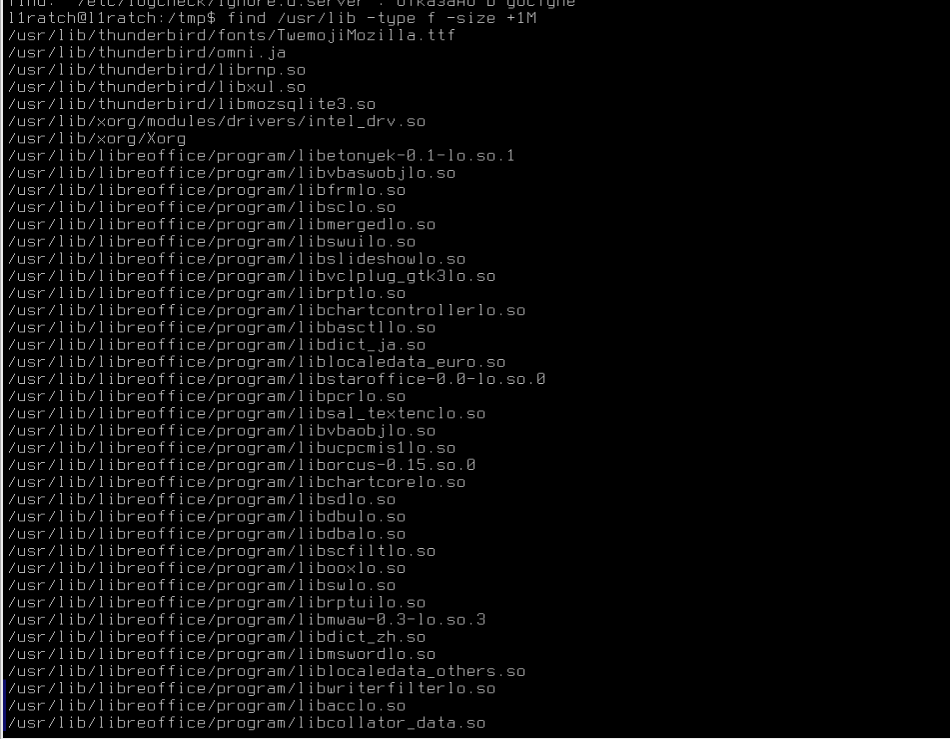 find: '/etc/logcheck/ignore.d.server': Отказано в доступе
l1ratch@l1ratch:/tmp$ find /usr/lib -type f -size +1M
/usr/lib/thunderbird/fonts/TwemojiMozilla.ttf
/usr/lib/thunderbird/omni.ja
/usr/lib/thunderbird/librnp.so
/usr/lib/thunderbird/libxul.so
/usr/lib/thunderbird/libmozsqlite3.so
/usr/lib/xorg/modules/drivers/intel_drv.so
/usr/lib/xorg/Xorg
/usr/lib/libreoffice/program/libetonyek-0.1-lo.so.1
/usr/lib/libreoffice/program/libvbaswobjlo.so
/usr/lib/libreoffice/program/libfrmlo.so
/usr/lib/libreoffice/program/libsclo.so
/usr/lib/libreoffice/program/libmergedlo.so
/usr/lib/libreoffice/program/libswuilo.so
/usr/lib/libreoffice/program/libslideshowlo.so
/usr/lib/libreoffice/program/libvclplug_gtk3lo.so
/usr/lib/libreoffice/program/librptlo.so
/usr/lib/libreoffice/program/libchartcontrollerlo.so
/usr/lib/libreoffice/program/libbasctllo.so
/usr/lib/libreoffice/program/libdict_ja.so
/usr/lib/libreoffice/program/liblocaledata_euro.so
/usr/lib/libreoffice/program/libstaroffice-0.0-lo.so.0
/usr/lib/libreoffice/program/libpcrlo.so
/usr/lib/libreoffice/program/libsal_textenclo.so
/usr/lib/libreoffice/program/libvbaobjlo.so
/usr/lib/libreoffice/program/libucpcmis1lo.so
/usr/lib/libreoffice/program/liborcus-0.15.so.0
/usr/lib/libreoffice/program/libchartcorelo.so
/usr/lib/libreoffice/program/libsdlo.so
/usr/lib/libreoffice/program/libdbulo.so
/usr/lib/libreoffice/program/libdbalo.so
/usr/lib/libreoffice/program/libscfiltlo.so
/usr/lib/libreoffice/program/libooxlo.so
/usr/lib/libreoffice/program/libswlo.so
/usr/lib/libreoffice/program/librptuilo.so
/usr/lib/libreoffice/program/libmwaw-0.3-lo.so.3
/usr/lib/libreoffice/program/libdict_zh.so
/usr/lib/libreoffice/program/libmswordlo.so
/usr/lib/libreoffice/program/liblocaledata_others.so
/usr/lib/libreoffice/program/libwriterfilterlo.so
/usr/lib/libreoffice/program/libacclo.so
/usr/lib/libreoffice/program/libcollator_data.so